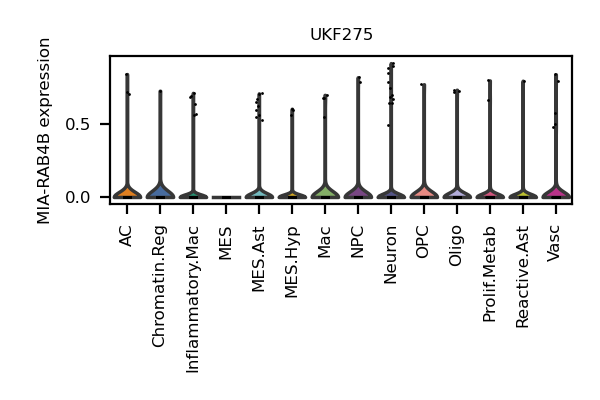 UKF275
MIA-RAB4B expression
0.5
0.0
AC
Chromatin.Reg
Inflammatory.Mac
MES
MES.Ast
MES.Hyp
Mac
NPC
Neuron
OPC
Oligo
Prolif.Metab
Reactive.Ast
Vasc